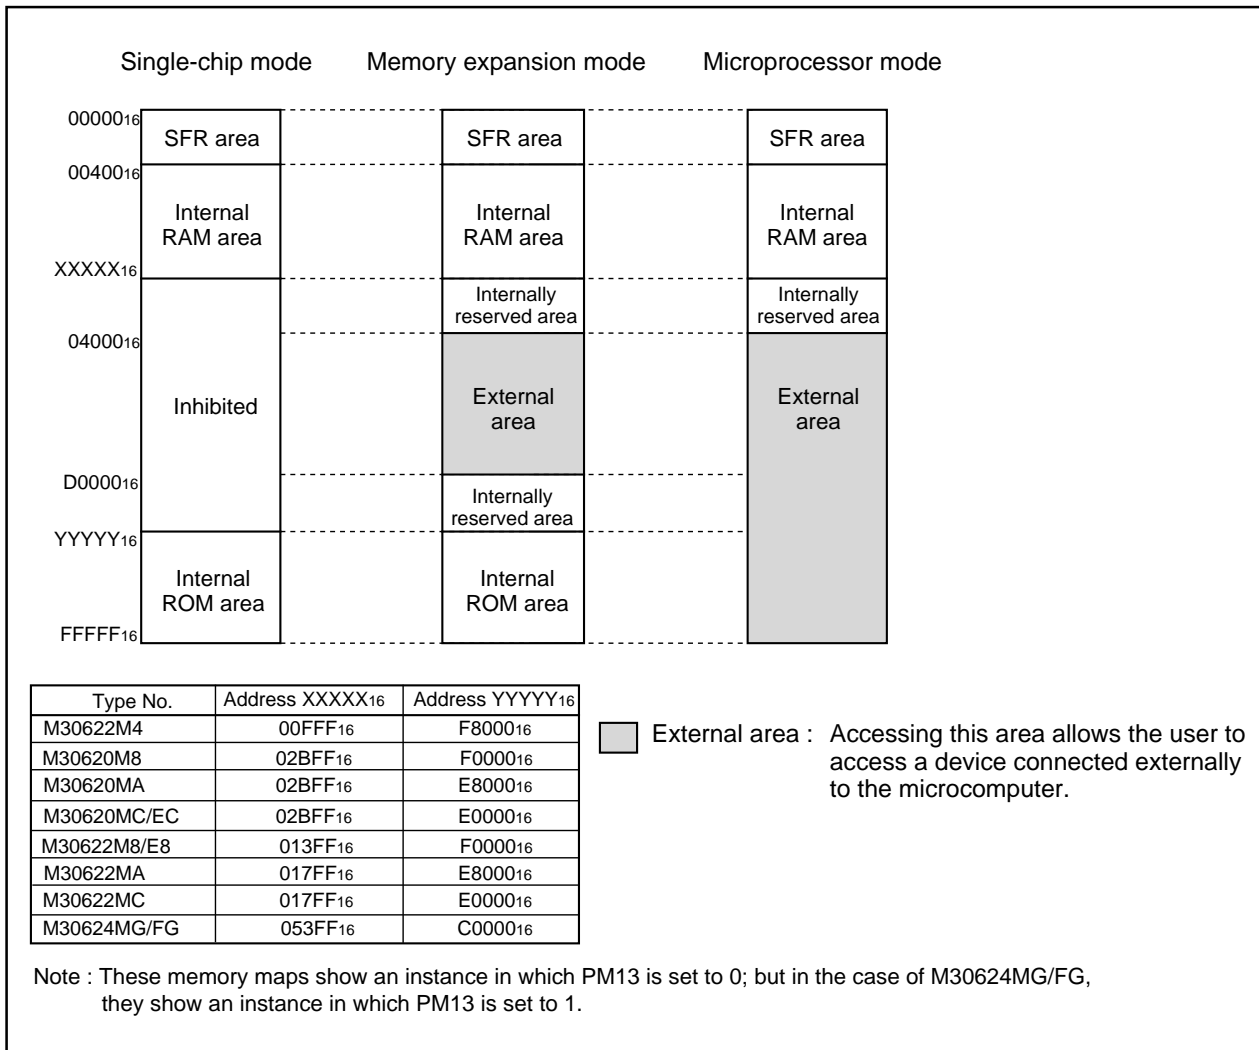 Single-chip mode Memory expansion mode Microprocessor mode
0000016
SFR area SFR area SFR area
0040016
Internal RAM area Internal RAM area Internal RAM area
XXXXX16
Internally reserved area Internally reserved area
0400016
Inhibited External area External area
D000016
Internally reserved area
YYYYY16
Internal ROM area Internal ROM area
FFFFF16
Type No. Address XXXXX16 Address YYYYY16
M30622M4 00FFF16 F800016
M30620M8 02BFF16 F000016
M30620MA 02BFF16 E800016
M30620MC/EC 02BFF16 E000016
M30622M8/E8 013FF16 F000016
M30622MA 017FF16 E800016
M30622MC 017FF16 E000016
M30624MG/FG 053FF16 C000016
External area : Accessing this area allows the user to
access a device connected externally
to the microcomputer.
Note : These memory maps show an instance in which PM13 is set to 0; but in the case of M30624MG/FG,
they show an instance in which PM13 is set to 1.